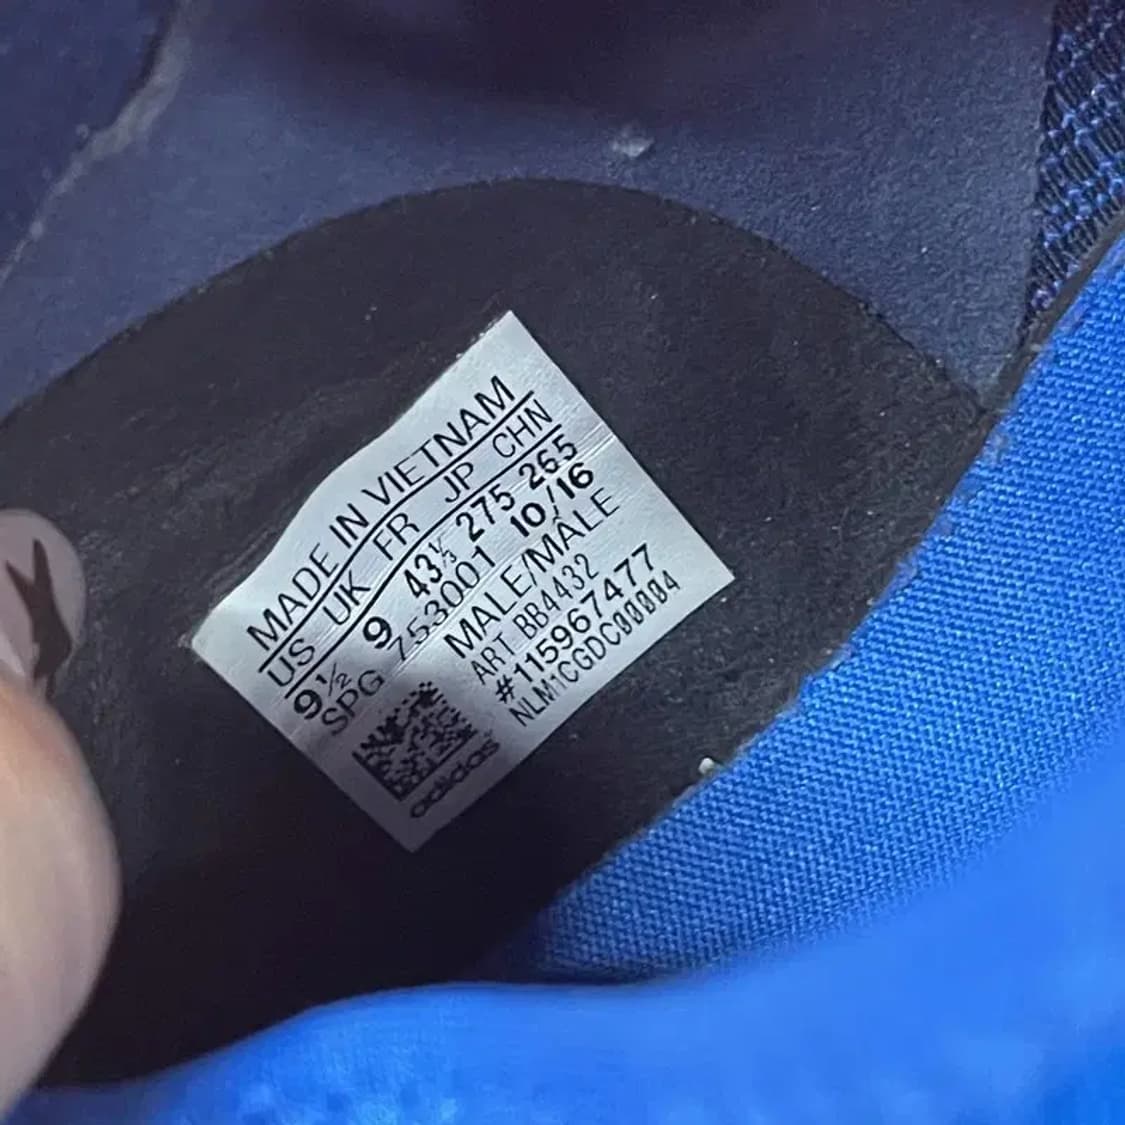 MADE IN VIETNAM
US UK FR JP CHN
9½ 9 43⅓ 275 265
SPG 753001 10/16
MALE/MÂLE
ART BB4432
#115967477
NLM1CGDC00004
adidas